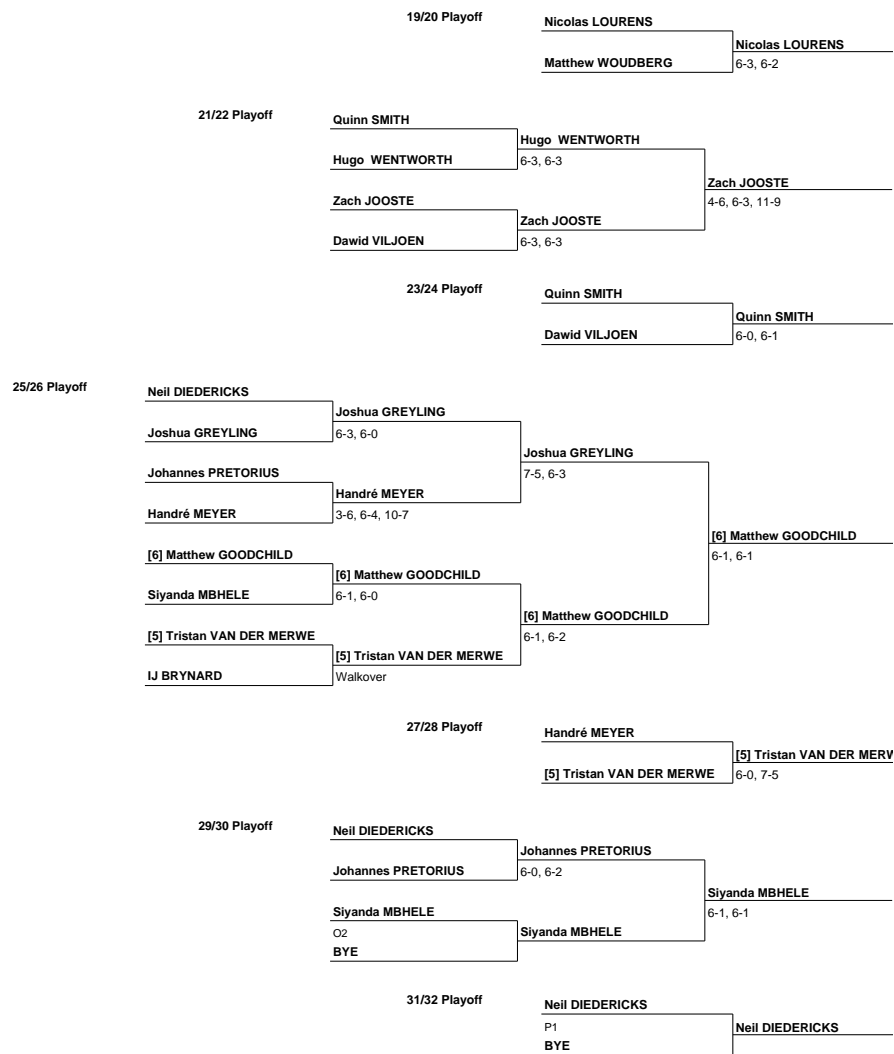 19/20 Playoff
Nicolas LOURENS
Nicolas LOURENS
Matthew WOUDBERG
6-3, 6-2
21/22 Playoff
Quinn SMITH
Hugo WENTWORTH
Hugo WENTWORTH
6-3, 6-3
Zach JOOSTE
4-6, 6-3, 11-9
Zach JOOSTE
Zach JOOSTE
Dawid VILJOEN
6-3, 6-3
23/24 Playoff
Quinn SMITH
Quinn SMITH
Dawid VILJOEN
6-0, 6-1
25/26 Playoff
Neil DIEDERICKS
Joshua GREYLING
Joshua GREYLING
6-3, 6-0
Joshua GREYLING
7-5, 6-3
Johannes PRETORIUS
Handré MEYER
Handré MEYER
3-6, 6-4, 10-7
[6] Matthew GOODCHILD
6-1, 6-1
[6] Matthew GOODCHILD
[6] Matthew GOODCHILD
Siyanda MBHELE
6-1, 6-0
[6] Matthew GOODCHILD
6-1, 6-2
[5] Tristan VAN DER MERWE
[5] Tristan VAN DER MERWE
IJ BRYNARD
Walkover
27/28 Playoff
Handré MEYER
[5] Tristan VAN DER MERW
[5] Tristan VAN DER MERWE
6-0, 7-5
29/30 Playoff
Neil DIEDERICKS
Johannes PRETORIUS
Johannes PRETORIUS
6-0, 6-2
Siyanda MBHELE
6-1, 6-1
Siyanda MBHELE
O2
Siyanda MBHELE
BYE
31/32 Playoff
Neil DIEDERICKS
P1
Neil DIEDERICKS
BYE